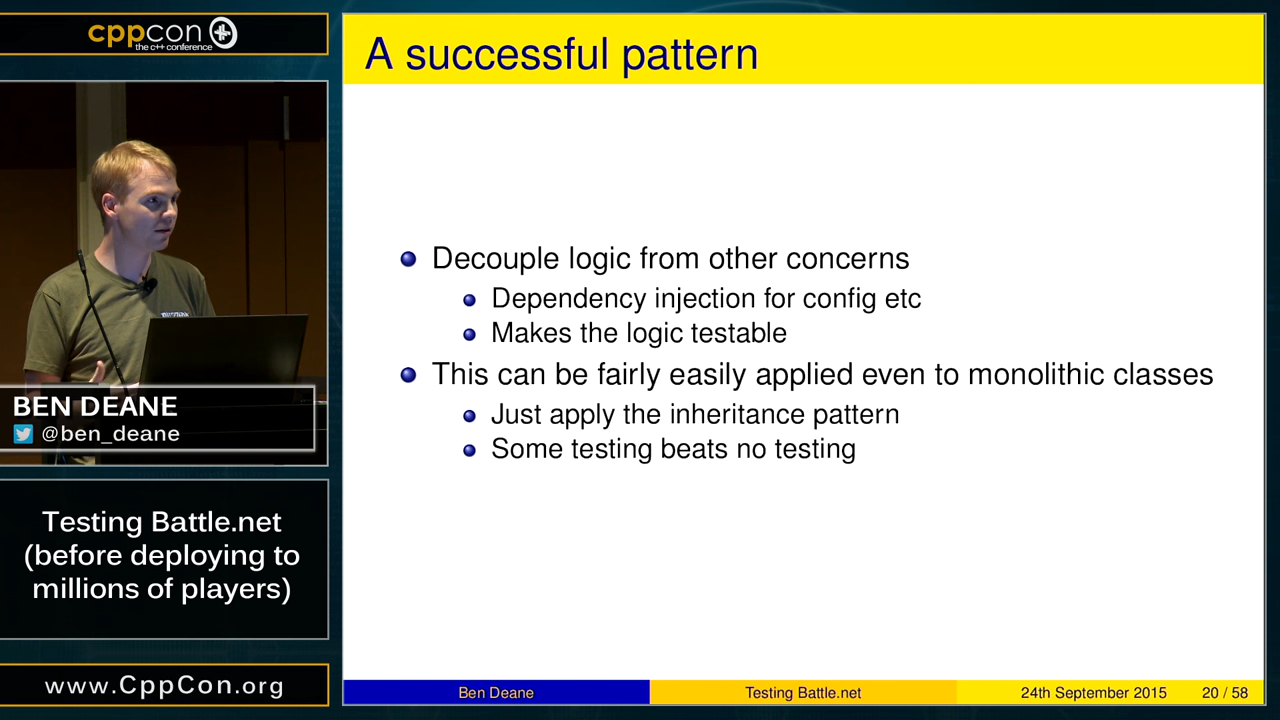 cppcon
the c++ conference
BEN DEANE
@ben_deane
Testing Battle.net
(before deploying to
millions of players)
www.CppCon.org
A successful pattern
Decouple logic from other concerns
Dependency injection for config etc
Makes the logic testable
This can be fairly easily applied even to monolithic classes
Just apply the inheritance pattern
Some testing beats no testing
Ben Deane
Testing Battle.net
24th September 2015
20 / 58